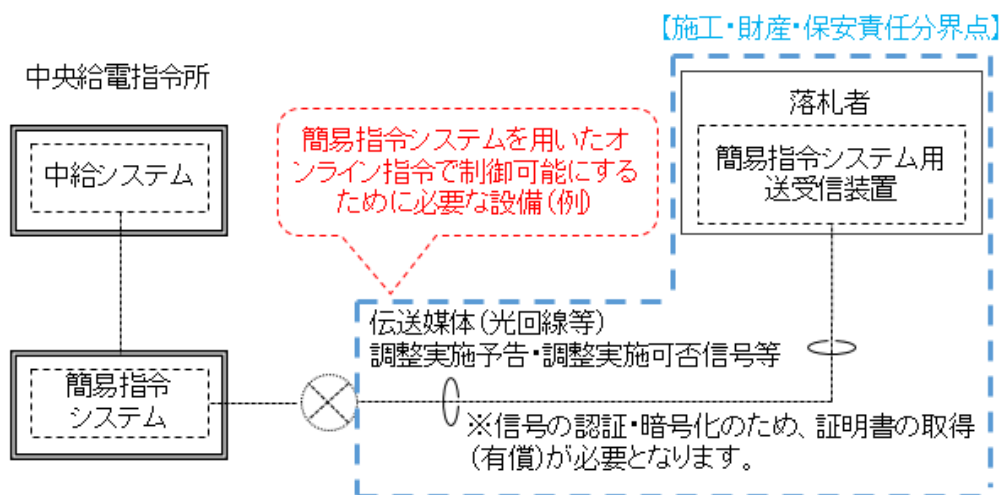 【施工・財産・保安責任分界点】
中央給電指令所
中給システム
簡易指令システムを用いたオ
ンライン指令で制御可能にする
ために必要な設備（例）
落札者
簡易指令システム用
送受信装置
伝送媒体（光回線等）
調整実施予告・調整実施可否信号等
簡易指令
システム
※信号の認証・暗号化のため、証明書の取得
（有償）が必要となります。